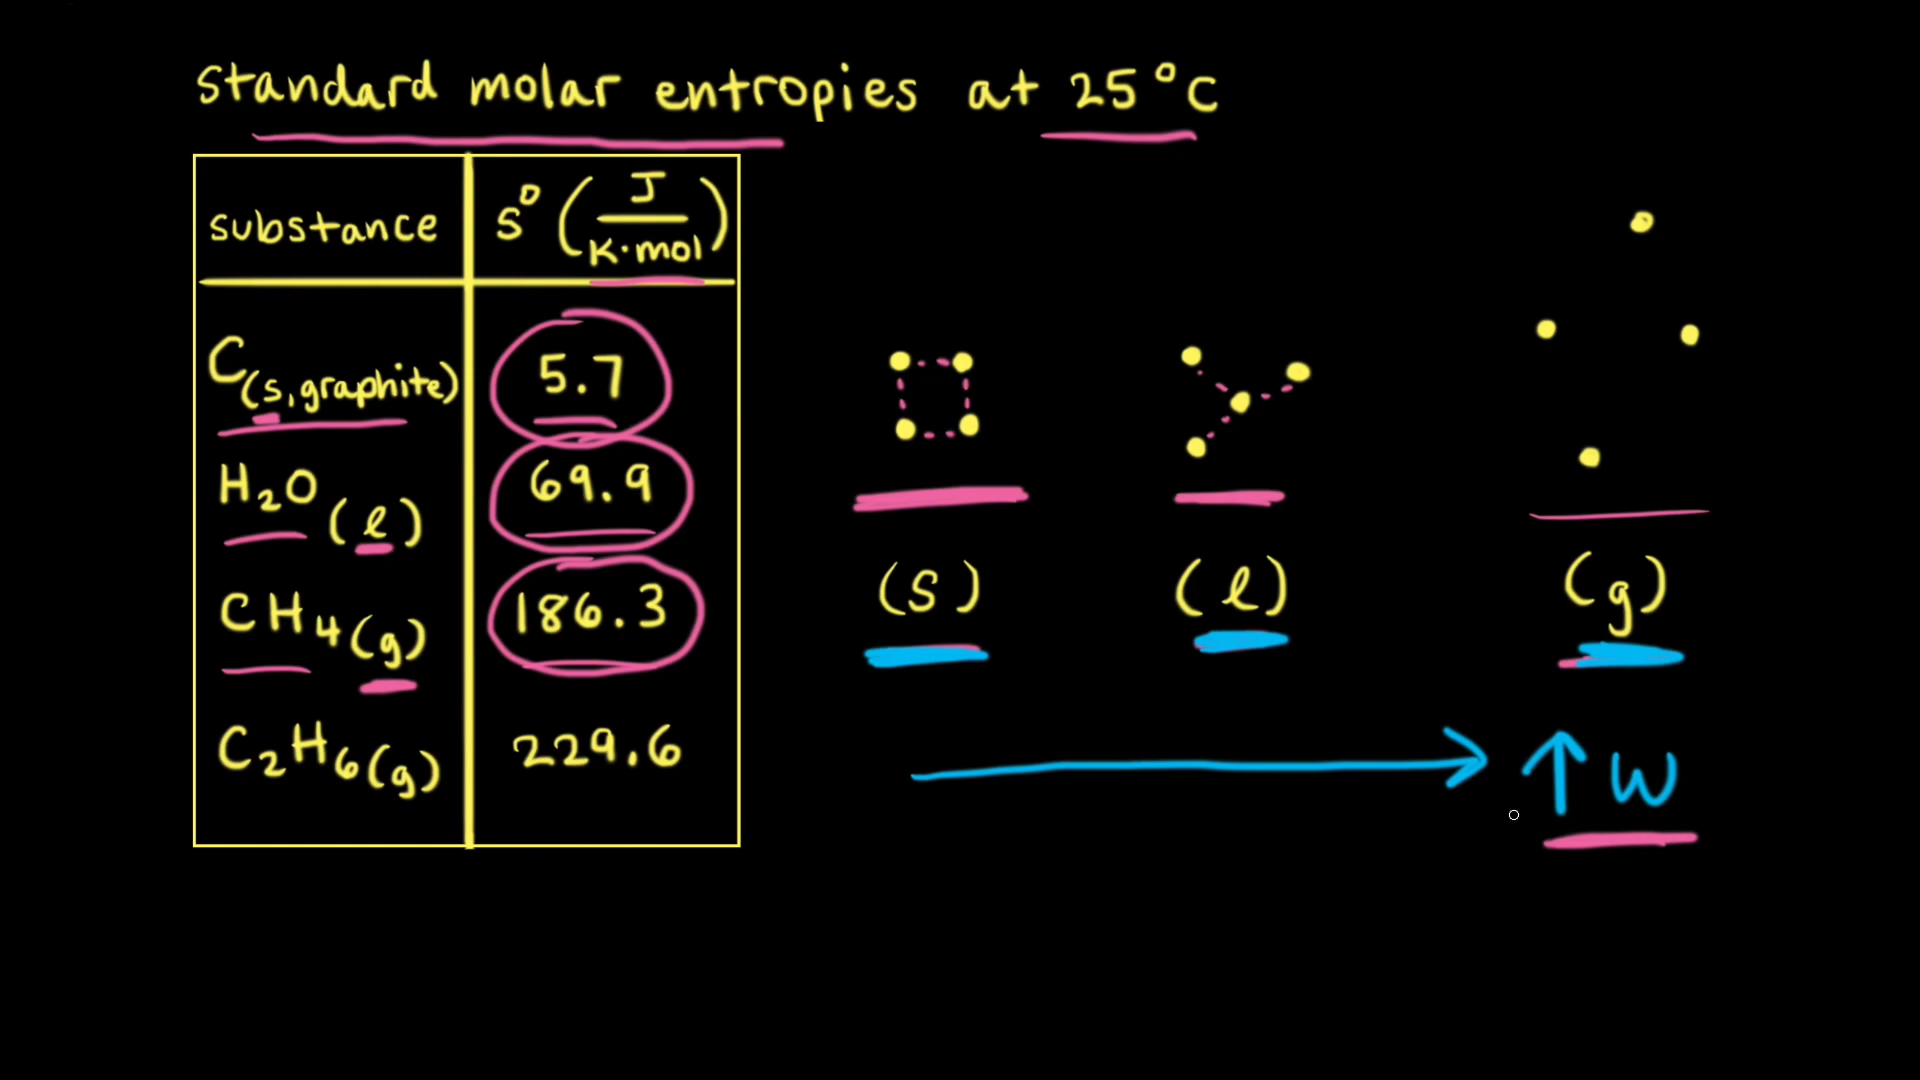 standard molar entropies at 25°C
substance S° (J/K·mol)
C(s, graphite) 5.7
H₂O(l) 69.9
CH₄(g) 186.3
C₂H₆(g) 229.6
(s) (l) (g)
↑ W